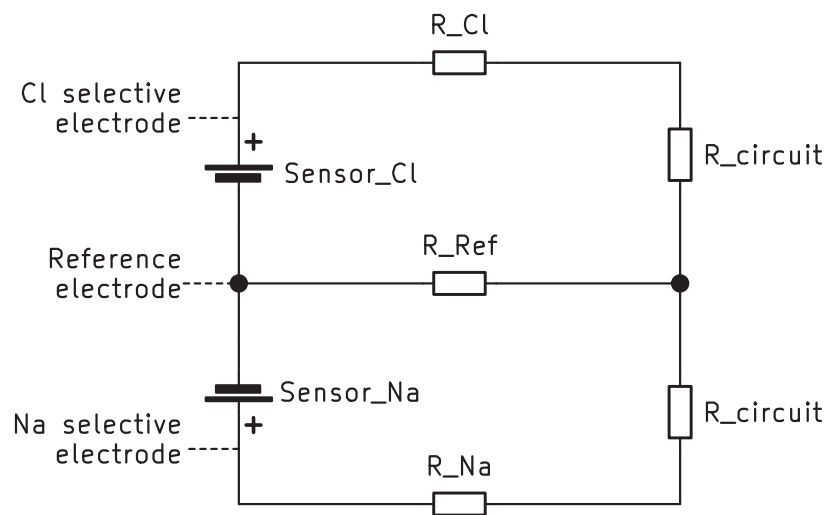 R_Cl
Cl selective
electrode
+
Sensor_Cl
R_circuit
R_Ref
Reference
electrode
Sensor_Na
Na selective
electrode
+
R_circuit
R_Na